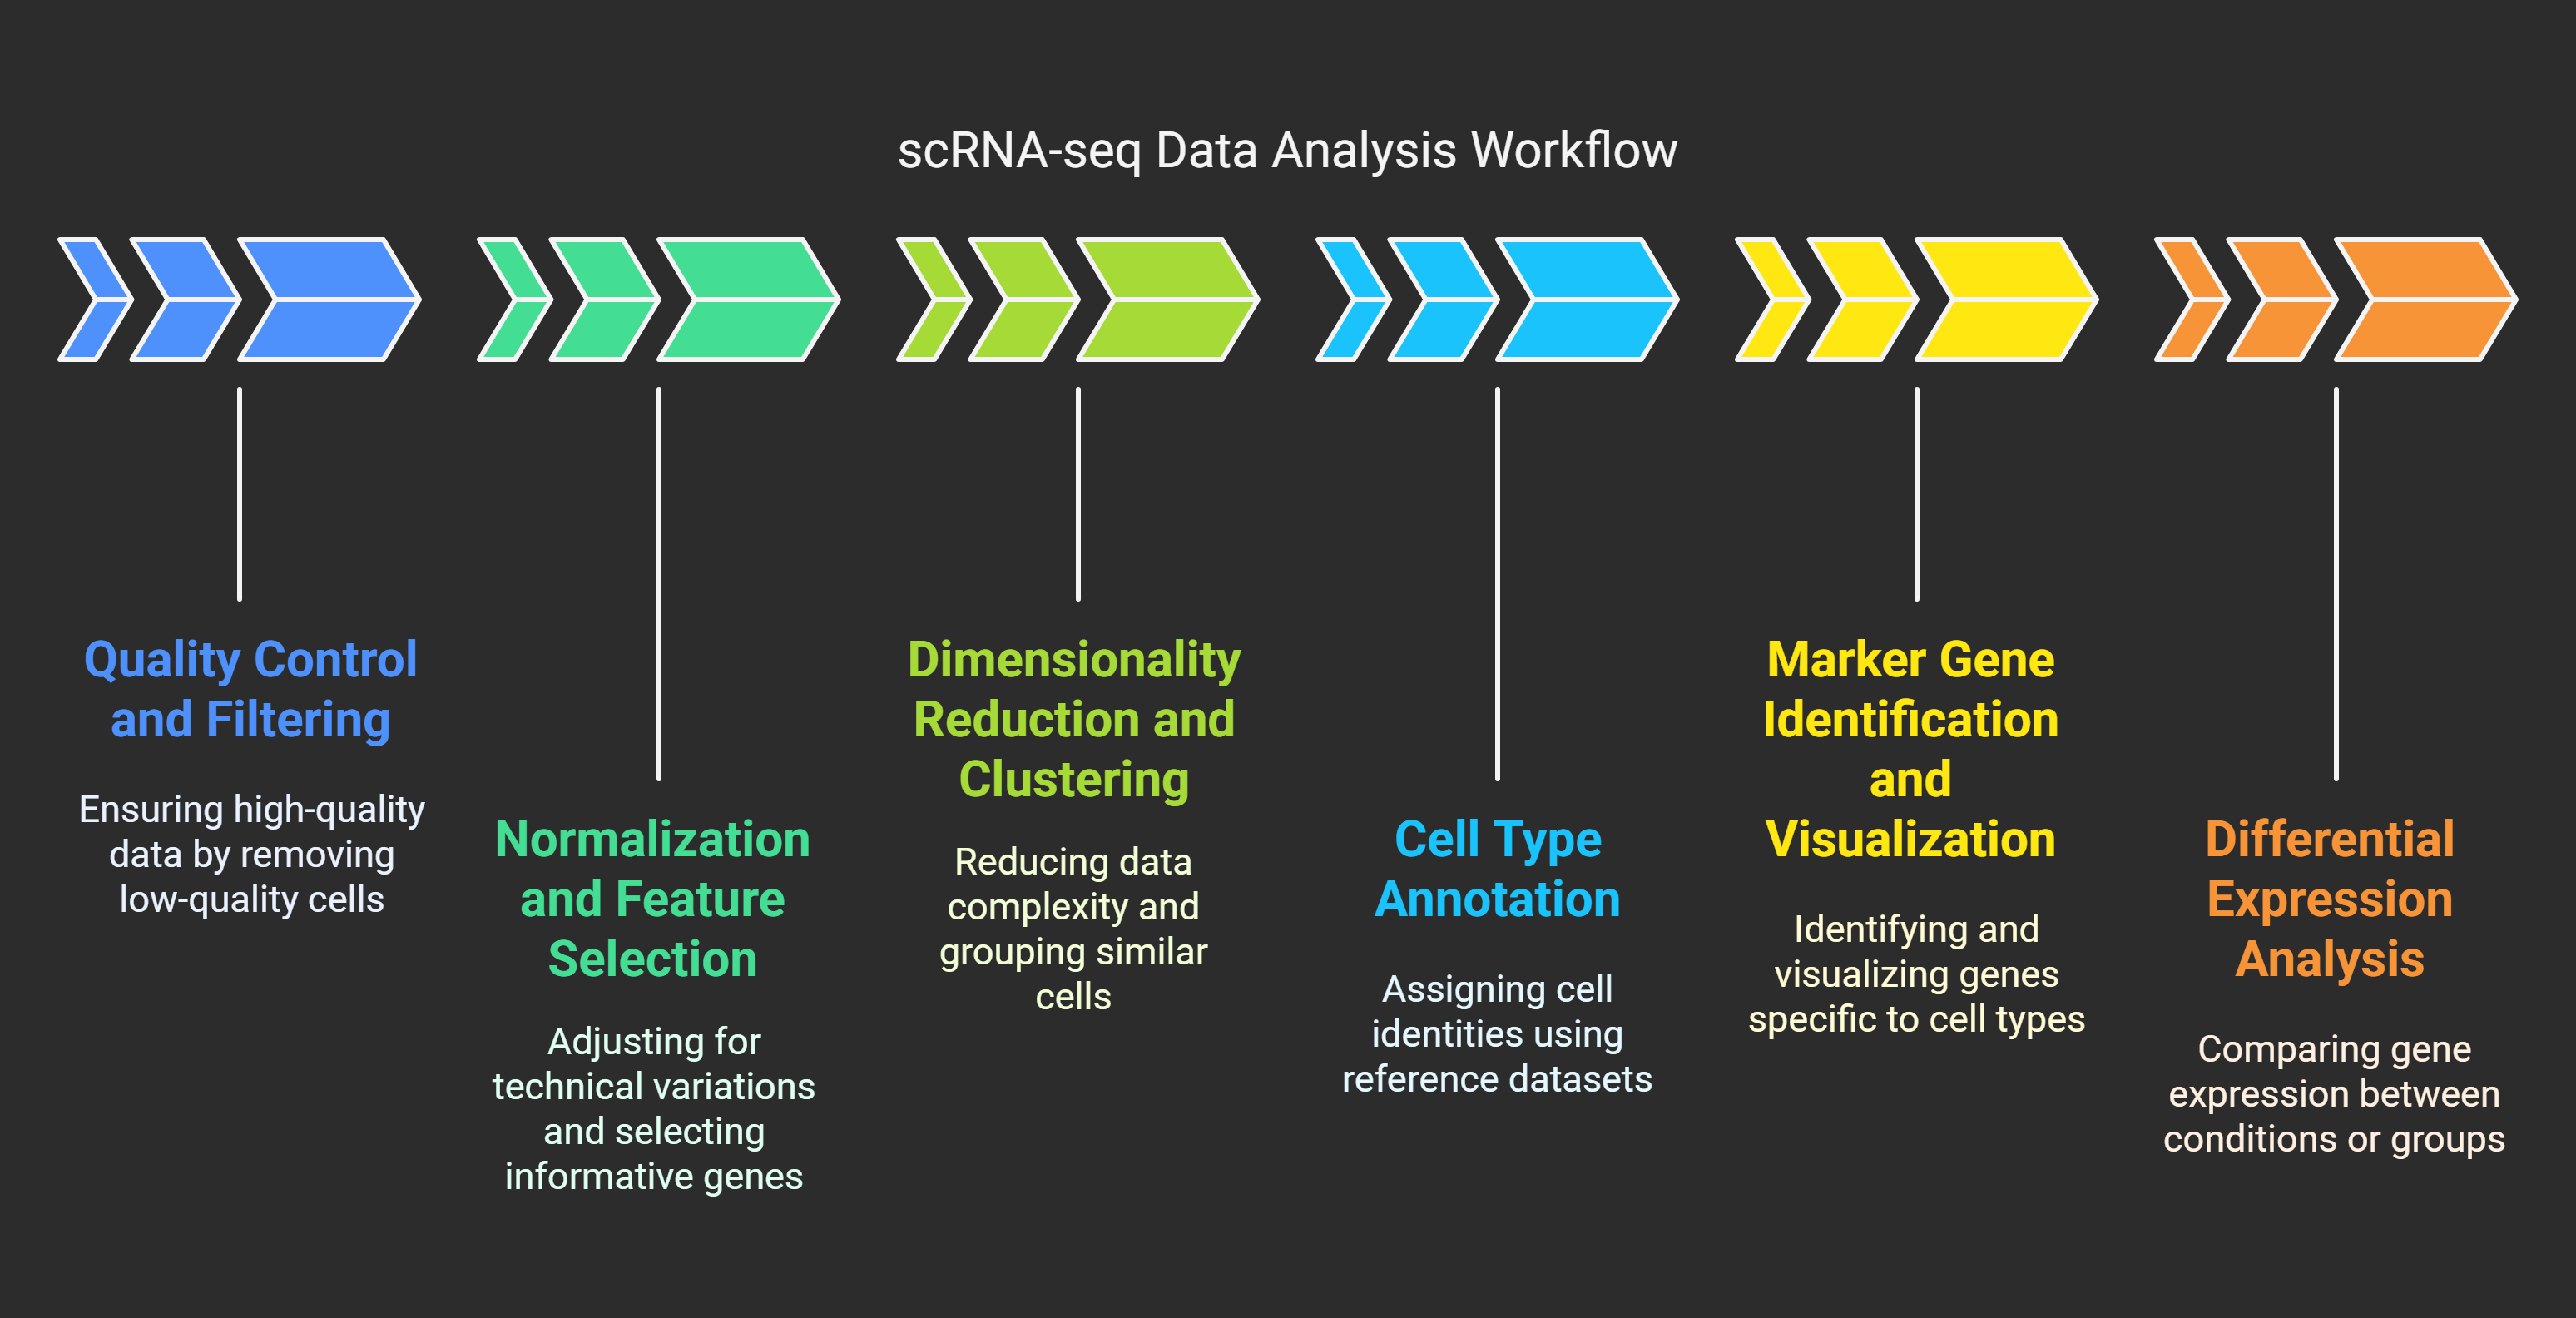 scRNA-seq Data Analysis Workflow
Quality Control
and Filtering
Ensuring high-quality
data by removing
low-quality cells
Normalization
and Feature
Selection
Adjusting for
technical variations
and selecting
informative genes
Dimensionality
Reduction and
Clustering
Reducing data
complexity and
grouping similar
cells
Cell Type
Annotation
Assigning cell
identities using
reference datasets
Marker Gene
Identification
and
Visualization
Identifying and
visualizing genes
specific to cell types
Differential
Expression
Analysis
Comparing gene
expression between
conditions or groups